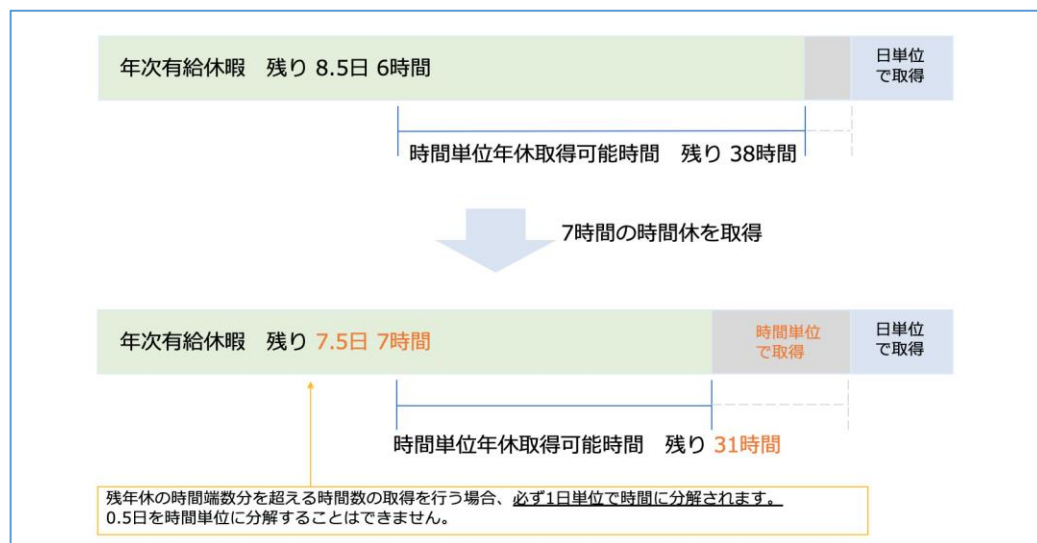 年次有給休暇　残り 8.5日 6時間
日単位
で取得
時間単位年休取得可能時間　残り 38時間
7時間の時間休を取得
年次有給休暇　残り 7.5日 7時間
時間単位
で取得
日単位
で取得
時間単位年休取得可能時間　残り 31時間
残年休の時間端数分を超える時間数の取得を行う場合、必ず1日単位で時間に分解されます。
0.5日を時間単位に分解することはできません。